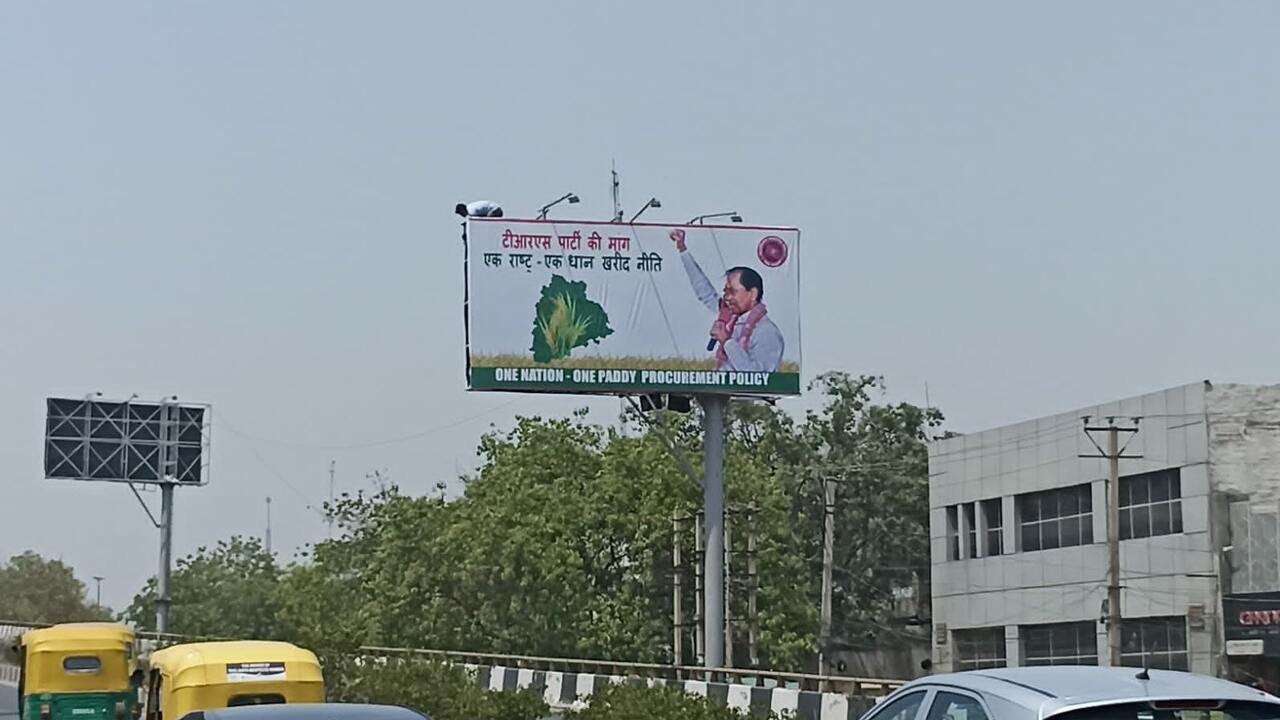 टीआरएस पार्टी की माग
एक राष्ट् - एक धान खरीद नीति
ONE NATION - ONE PADDY PROCUREMENT POLICY